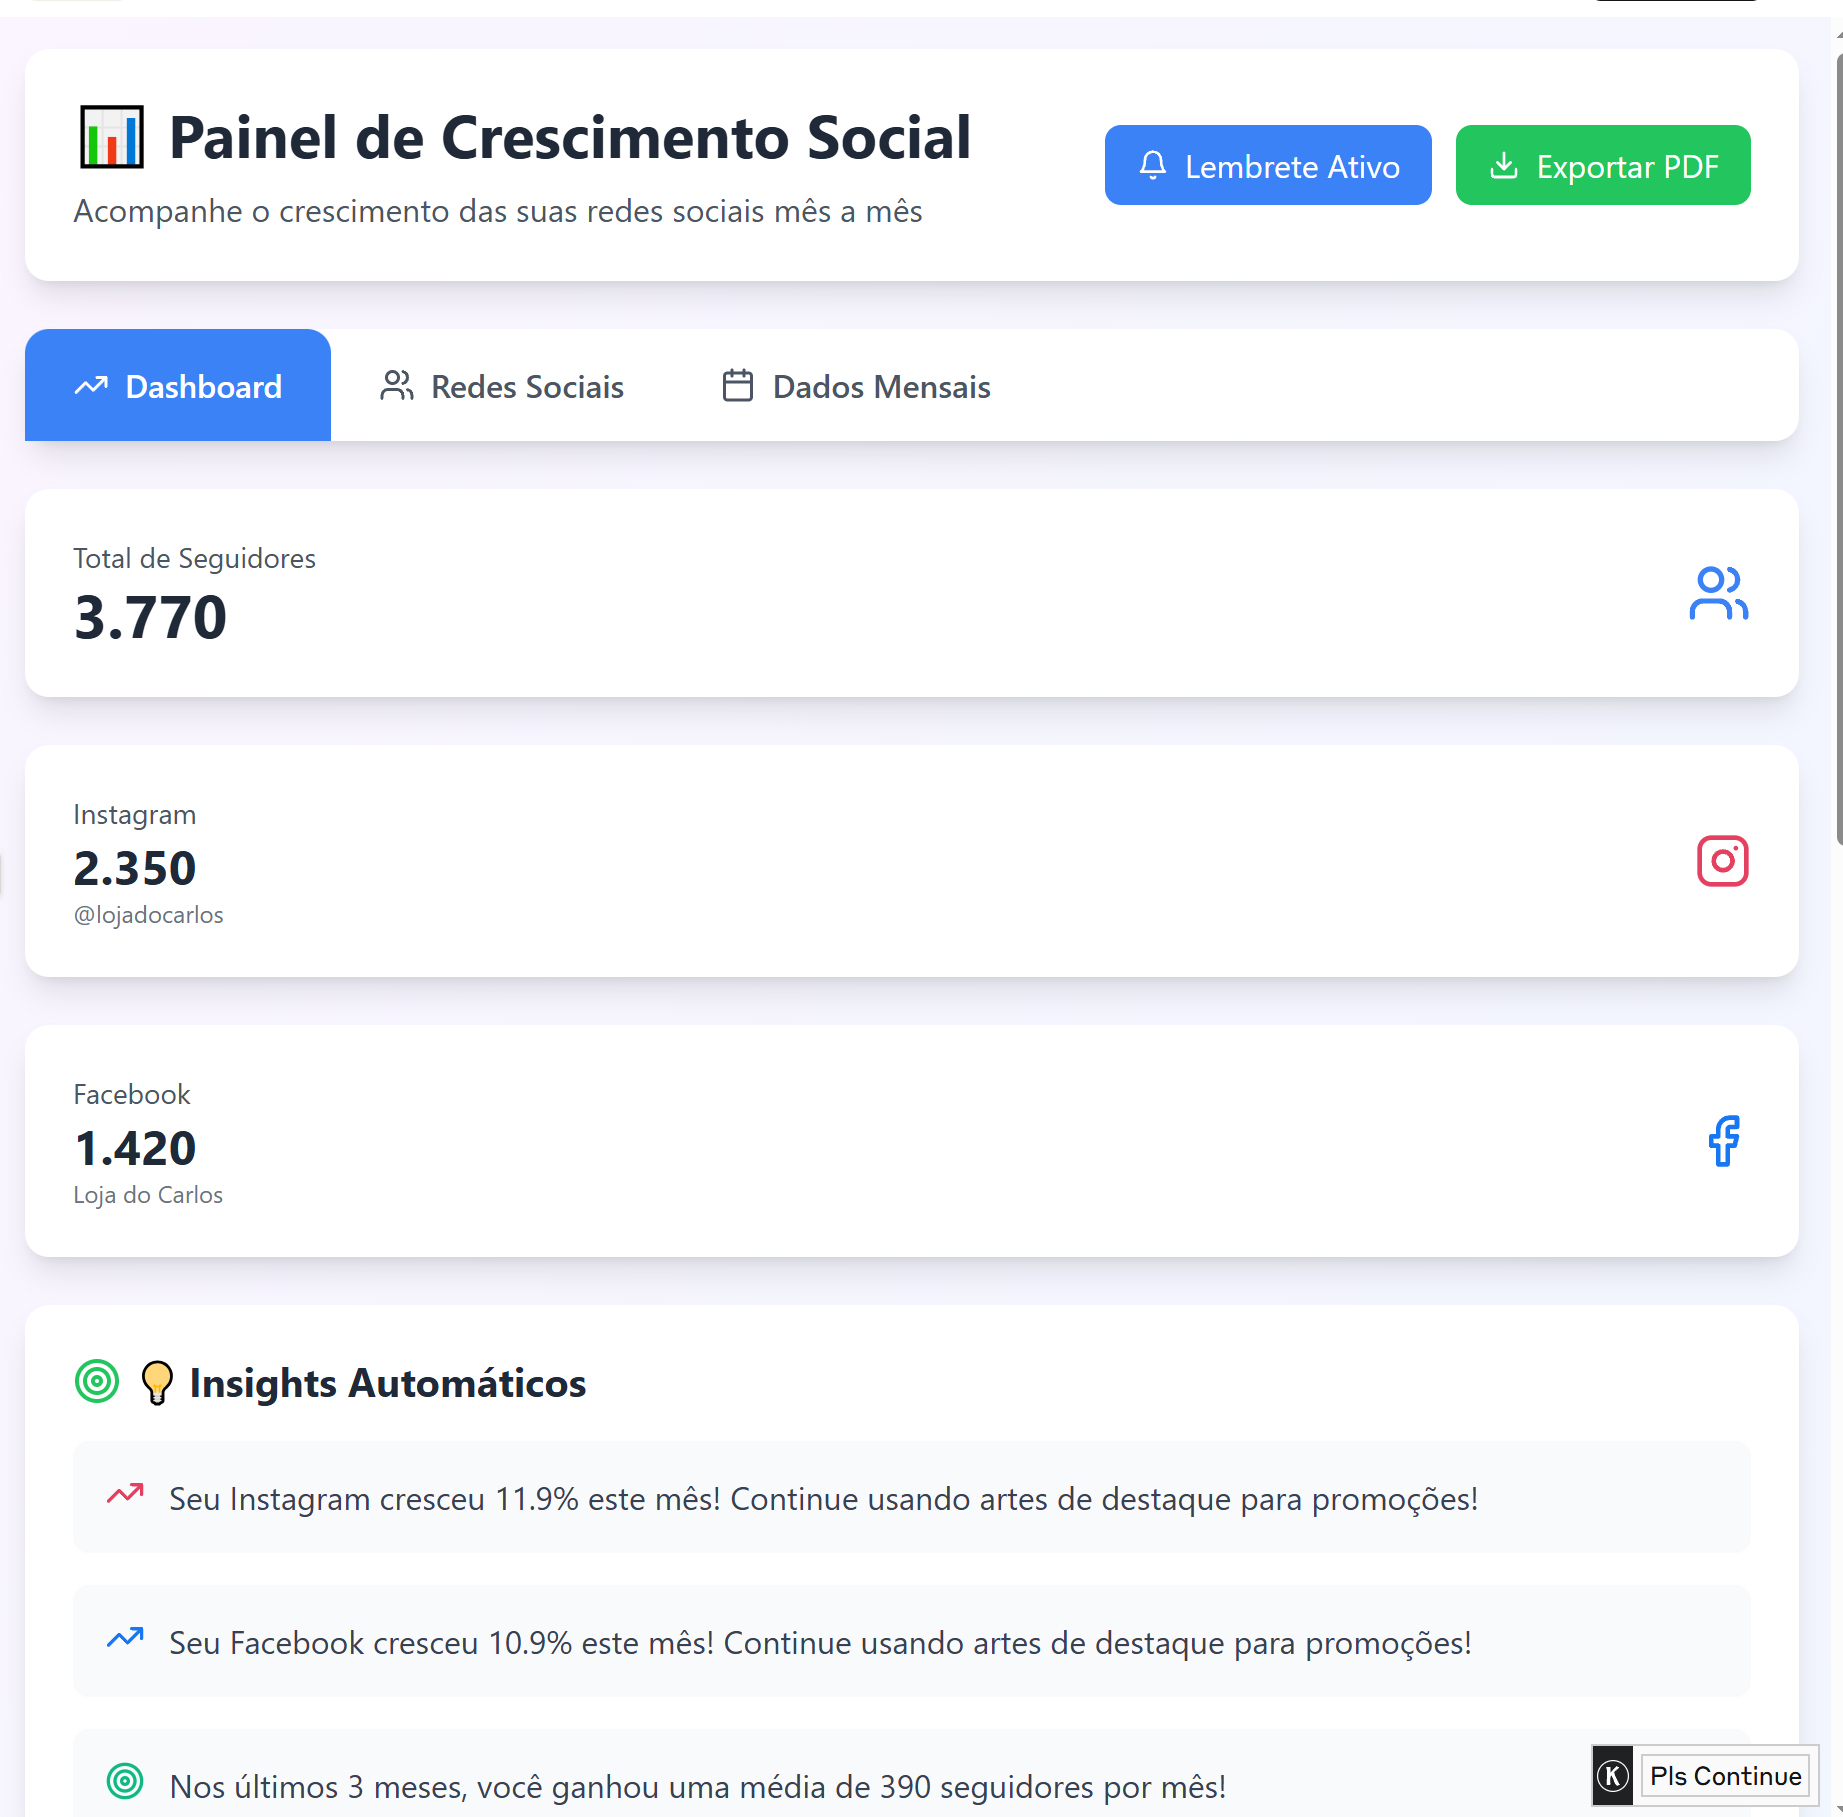 Painel de Crescimento Social
Acompanhe o crescimento das suas redes sociais mês a mês
Lembrete Ativo
Exportar PDF
Dashboard
Redes Sociais
Dados Mensais
Total de Seguidores
3.770
Instagram
2.350
@lojadocarlos
Facebook
1.420
Loja do Carlos
Insights Automáticos
Seu Instagram cresceu 11.9% este mês! Continue usando artes de destaque para promoções!
Seu Facebook cresceu 10.9% este mês! Continue usando artes de destaque para promoções!
Nos últimos 3 meses, você ganhou uma média de 390 seguidores por mês!
K Pls Continue